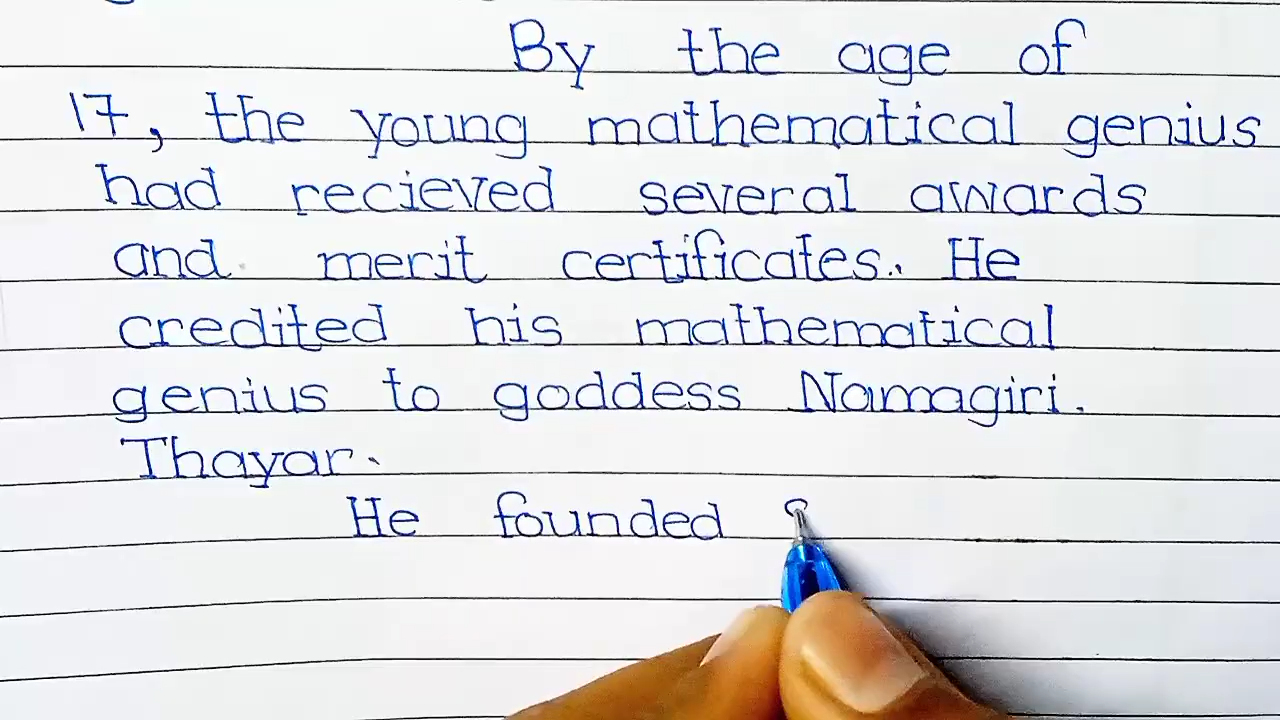 By the age of
17, the young mathematical genius
had recieved several awards
and. merit certificates.. He
credited his mathematical
genius to goddess Namagiri.
Thayar.
He founded